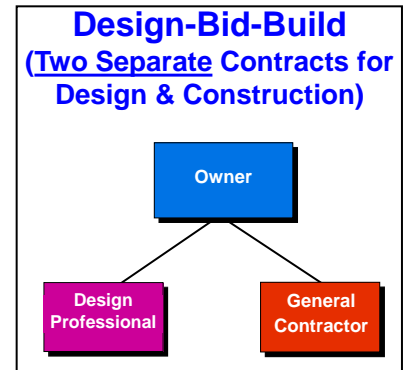 Design-Bid-Build
(Two Separate Contracts for
Design & Construction)
Owner
Design
Professional
General
Contractor